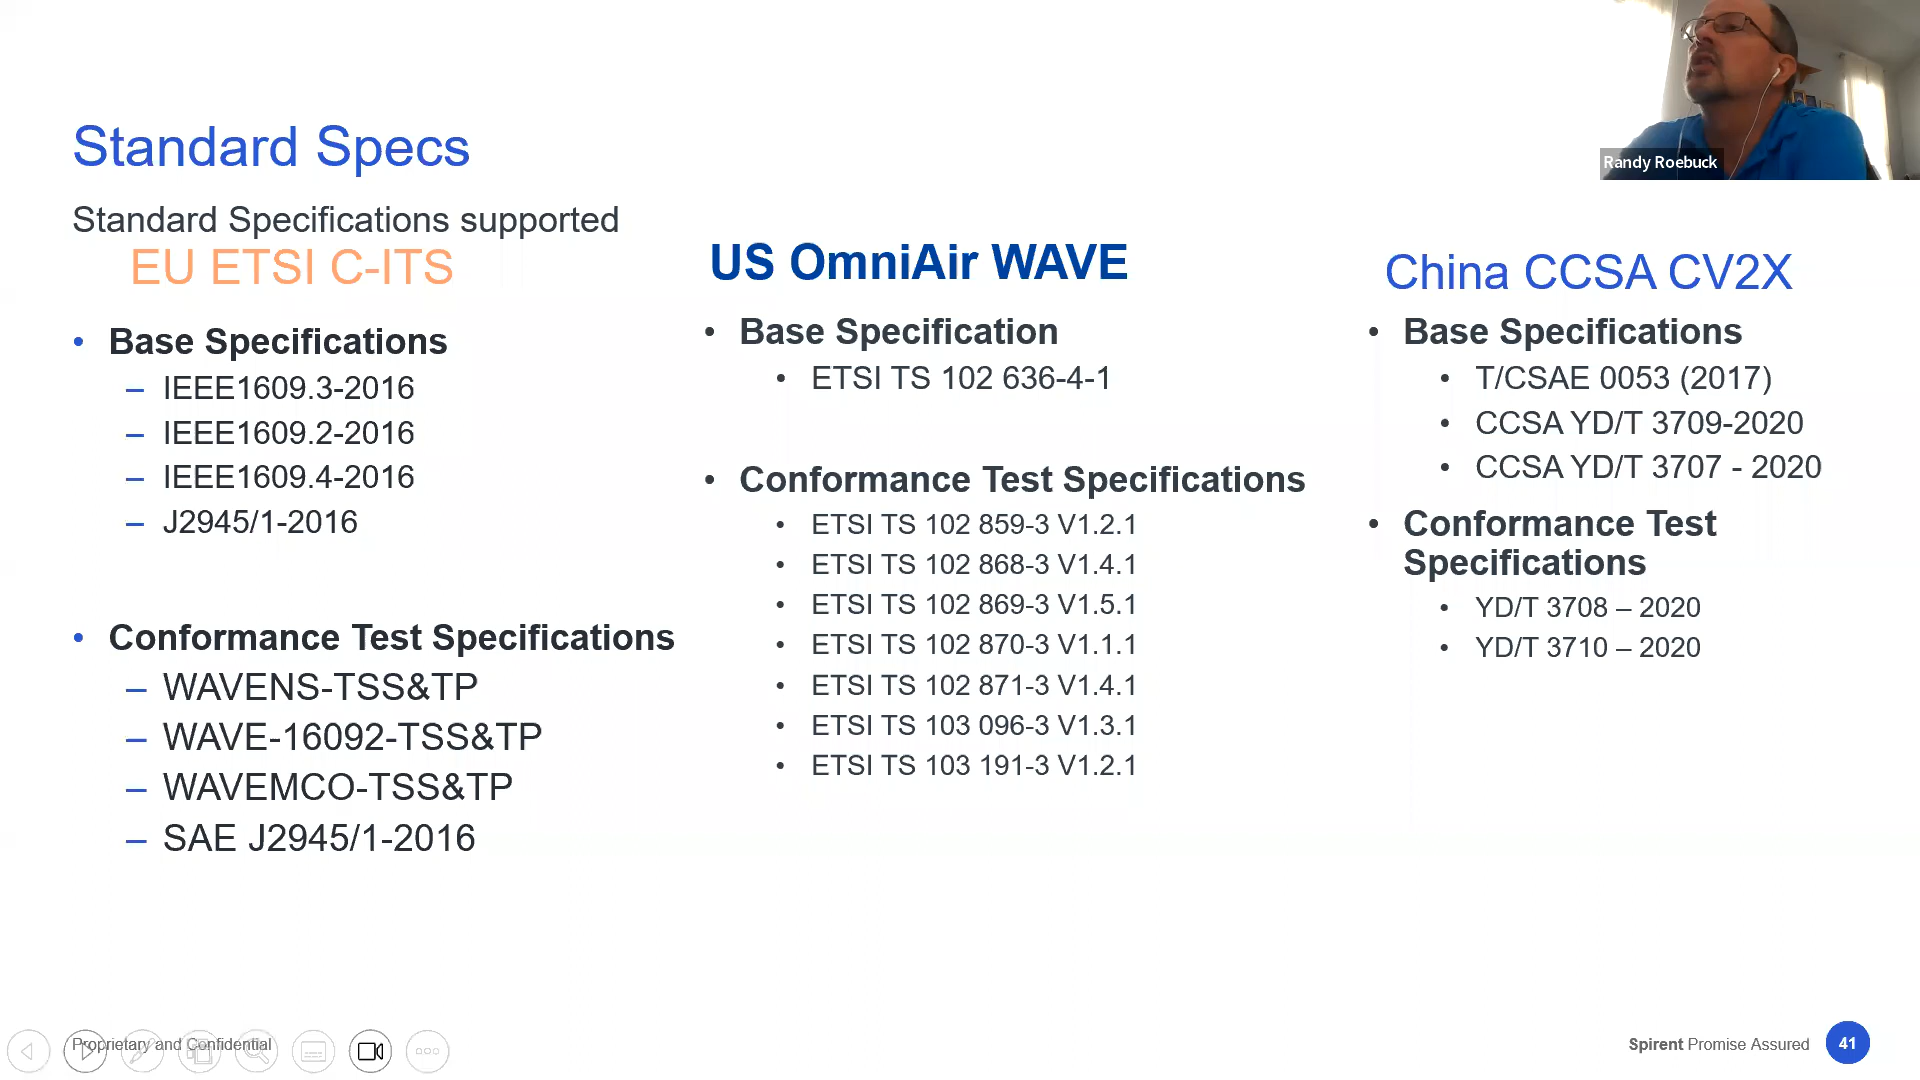 Randy Roebuck
Standard Specs
Standard Specifications supported
EU ETSI C-ITS
• Base Specifications
– IEEE1609.3-2016
– IEEE1609.2-2016
– IEEE1609.4-2016
– J2945/1-2016
• Conformance Test Specifications
– WAVENS-TSS&TP
– WAVE-16092-TSS&TP
– WAVEMCO-TSS&TP
– SAE J2945/1-2016
US OmniAir WAVE
• Base Specification
• ETSI TS 102 636-4-1
• Conformance Test Specifications
• ETSI TS 102 859-3 V1.2.1
• ETSI TS 102 868-3 V1.4.1
• ETSI TS 102 869-3 V1.5.1
• ETSI TS 102 870-3 V1.1.1
• ETSI TS 102 871-3 V1.4.1
• ETSI TS 103 096-3 V1.3.1
• ETSI TS 103 191-3 V1.2.1
China CCSA CV2X
• Base Specifications
• T/CSAE 0053 (2017)
• CCSA YD/T 3709-2020
• CCSA YD/T 3707 - 2020
• Conformance Test
Specifications
• YD/T 3708 – 2020
• YD/T 3710 – 2020
Proprietary and Confidential
Spirent Promise Assured
41